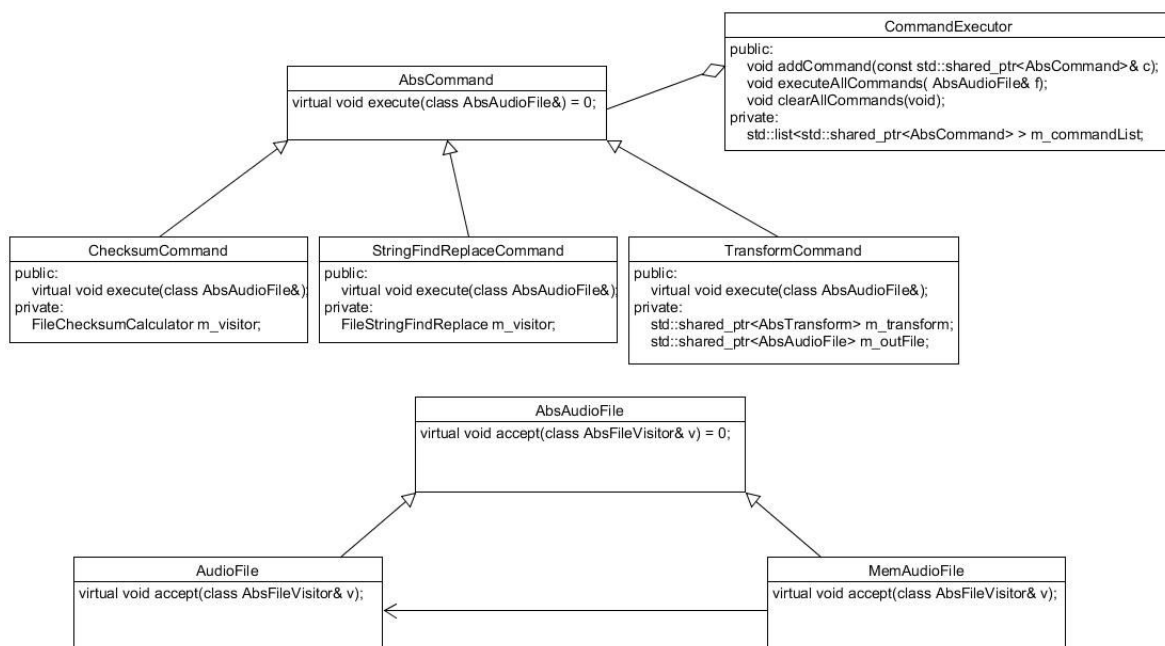 CommandExecutor
public:
void addCommand(const std::shared_ptr<AbsCommand>& c);
void executeAllCommands( AbsAudioFile& f);
void clearAllCommands(void);
private:
std::list<std::shared_ptr<AbsCommand> > m_commandList;
AbsCommand
virtual void execute(class AbsAudioFile&) = 0;
ChecksumCommand
public:
virtual void execute(class AbsAudioFile&);
private:
FileChecksumCalculator m_visitor;
StringFindReplaceCommand
public:
virtual void execute(class AbsAudioFile&);
private:
FileStringFindReplace m_visitor;
TransformCommand
public:
virtual void execute(class AbsAudioFile&);
private:
std::shared_ptr<AbsTransform> m_transform;
std::shared_ptr<AbsAudioFile> m_outFile;
AbsAudioFile
virtual void accept(class AbsFileVisitor& v) = 0;
AudioFile
virtual void accept(class AbsFileVisitor& v);
MemAudioFile
virtual void accept(class AbsFileVisitor& v);